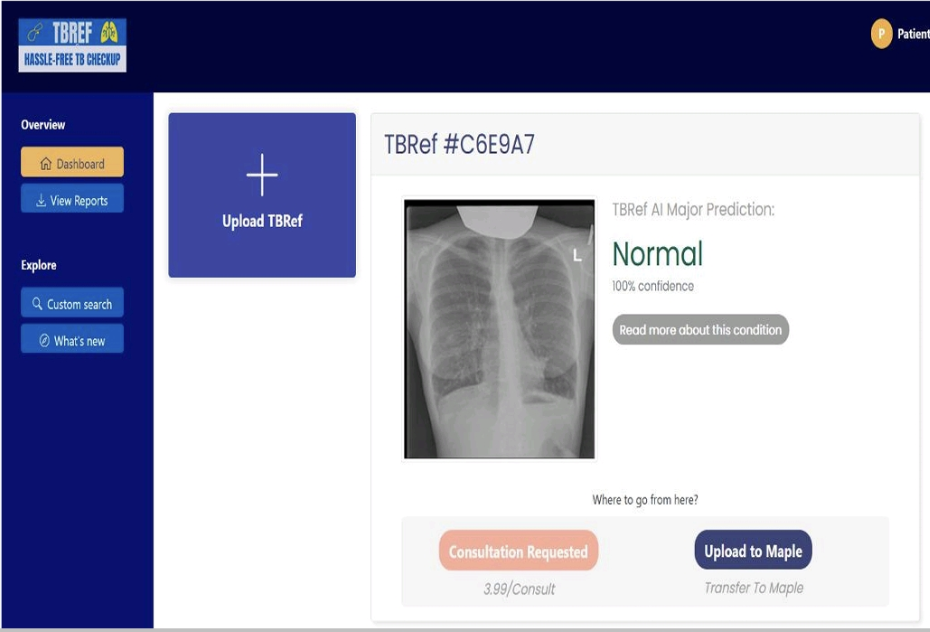 TBREF
HASSLE-FREE TB CHECKUP
P Patient
Overview
Dashboard
View Reports
Explore
Custom search
What's new
Upload TBRef
TBRef #C6E9A7
L
TBRef AI Major Prediction:
Normal
100% confidence
Read more about this condition
Where to go from here?
Consultation Requested
3.99/Consult
Upload to Maple
Transfer To Maple